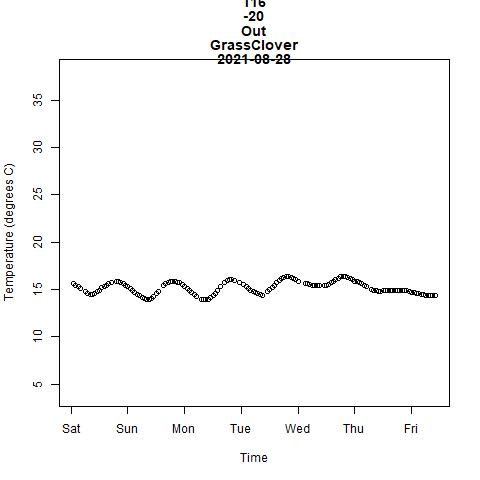 116
-20
Out
GrassClover
2021-08-28
Temperature (degrees C)
35
30
25
20
15
10
5
Sat
Sun
Mon
Tue
Wed
Thu
Fri
Time